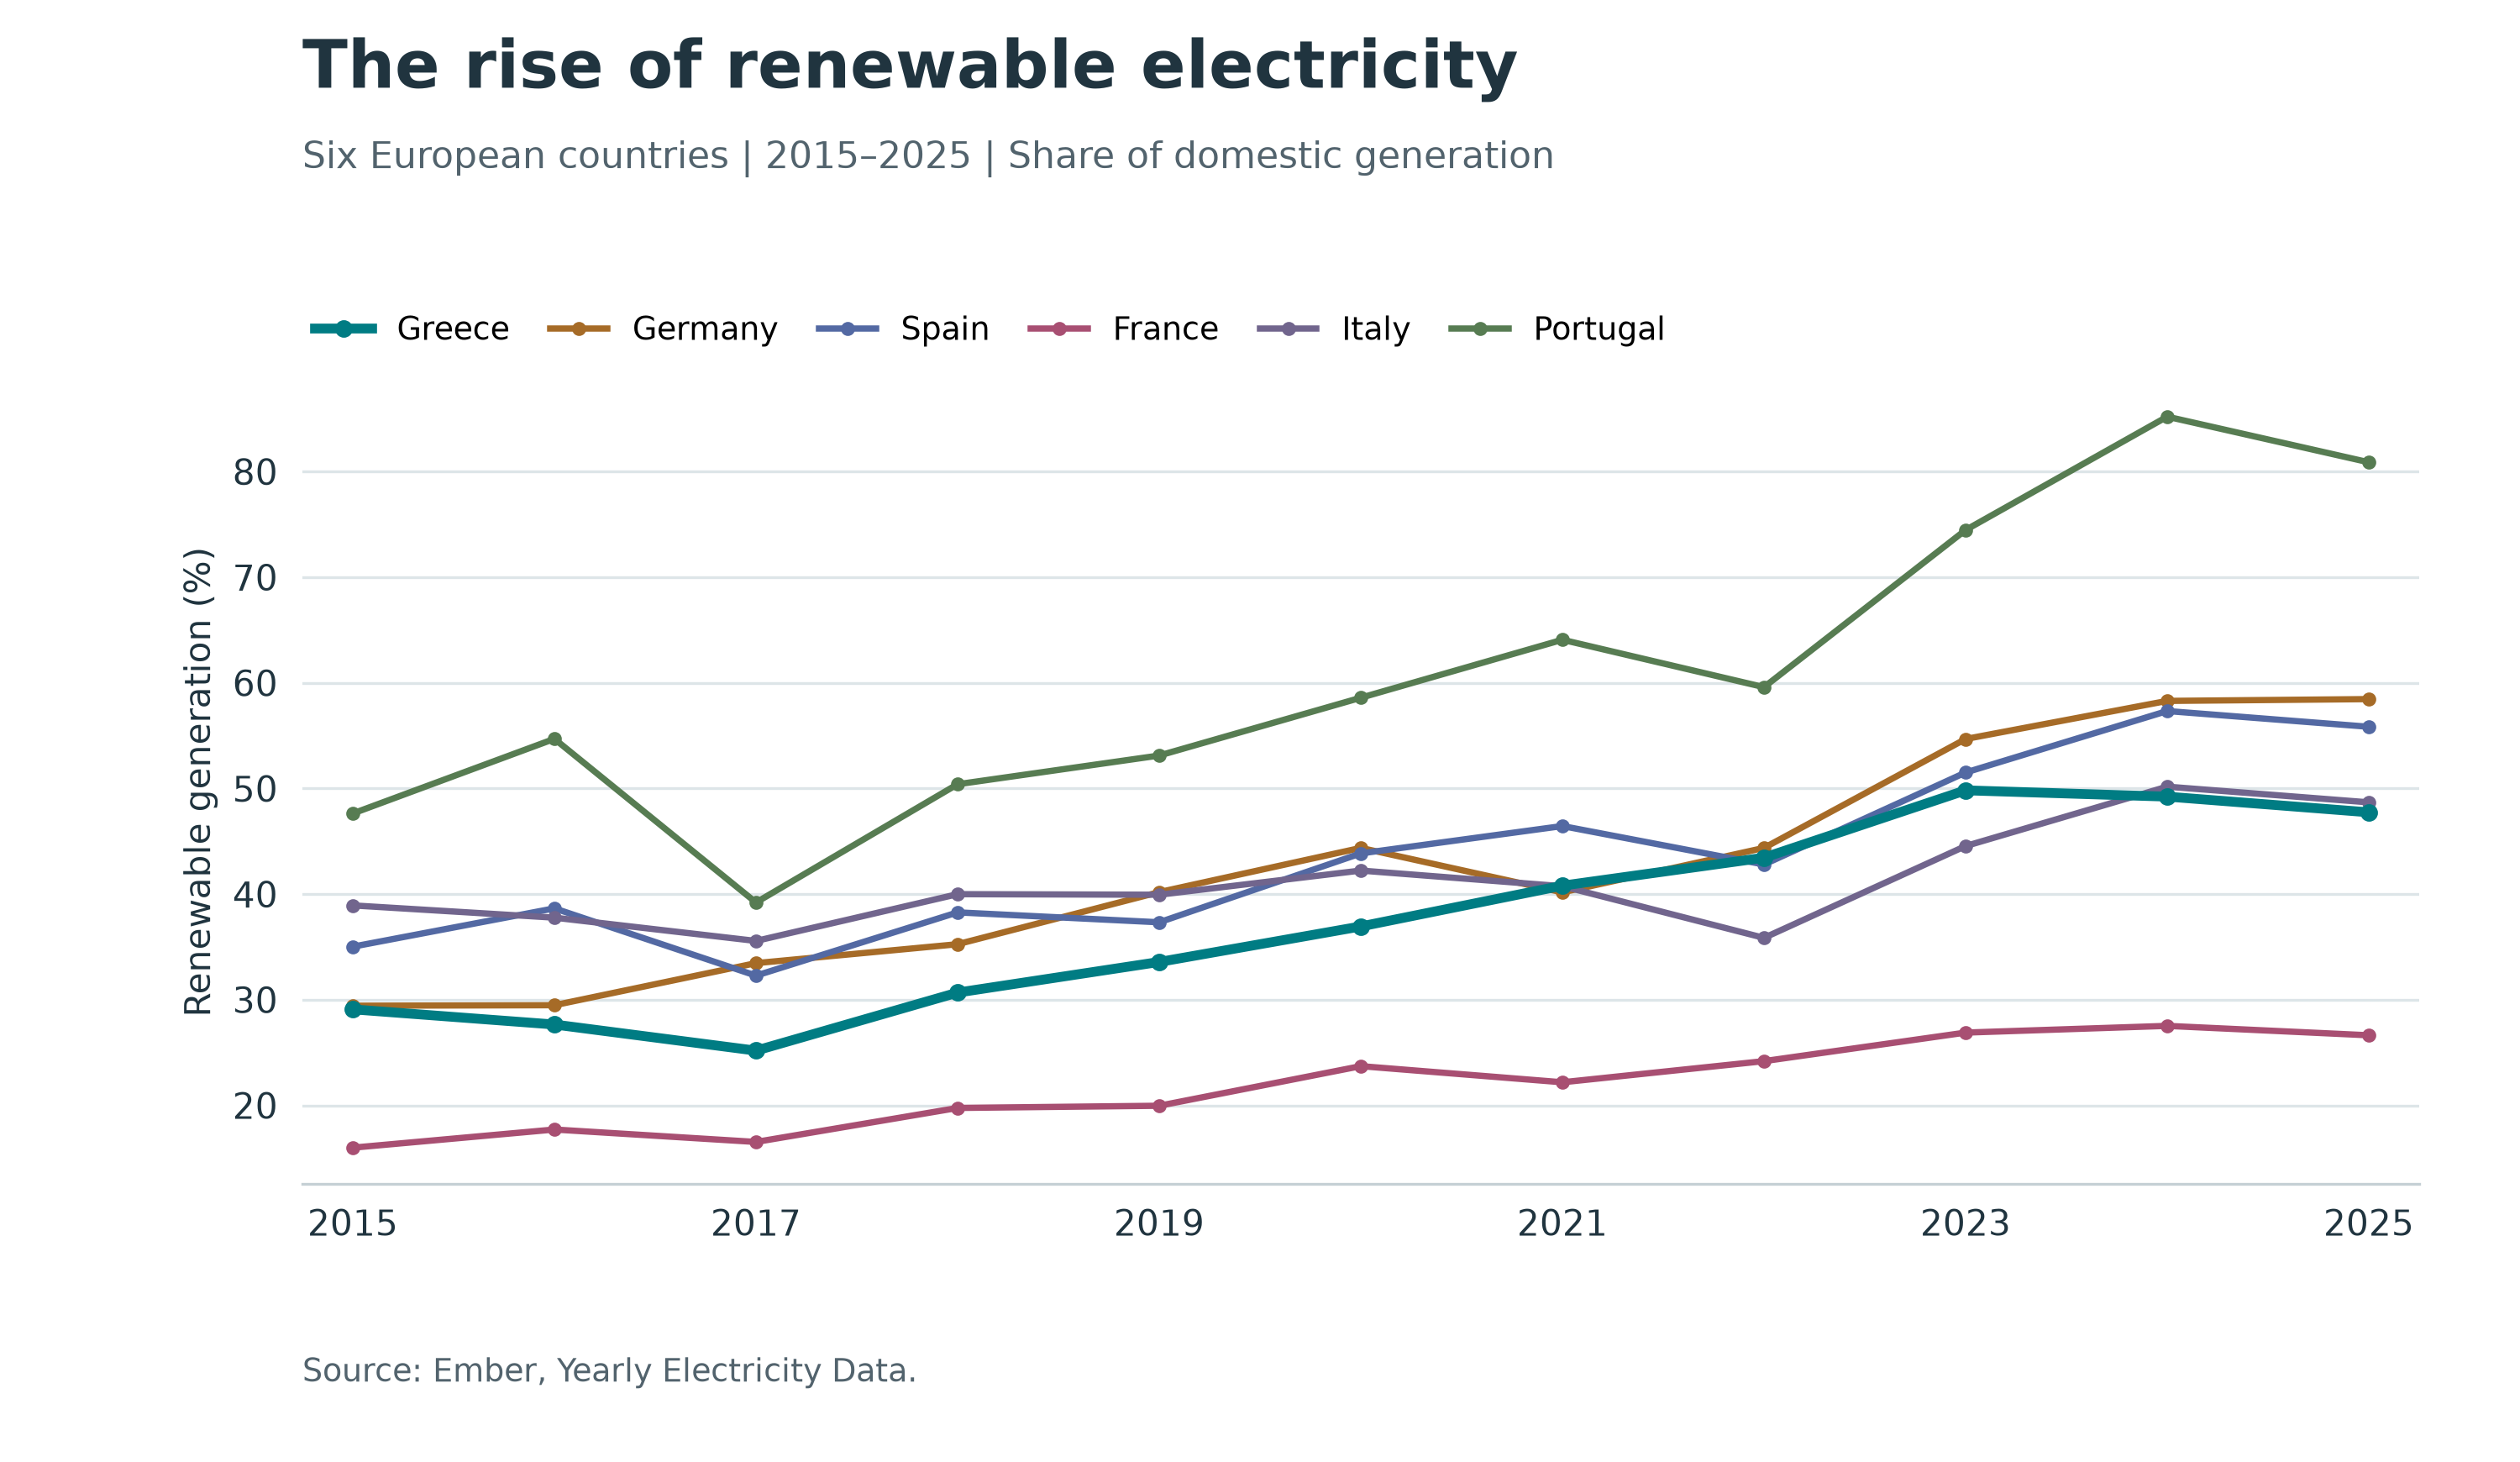 The rise of renewable electricity
Six European countries | 2015–2025 | Share of domestic generation
Greece Germany Spain France Italy Portugal
Renewable generation (%)
80
70
60
50
40
30
20
2015 2017 2019 2021 2023 2025
Source: Ember, Yearly Electricity Data.